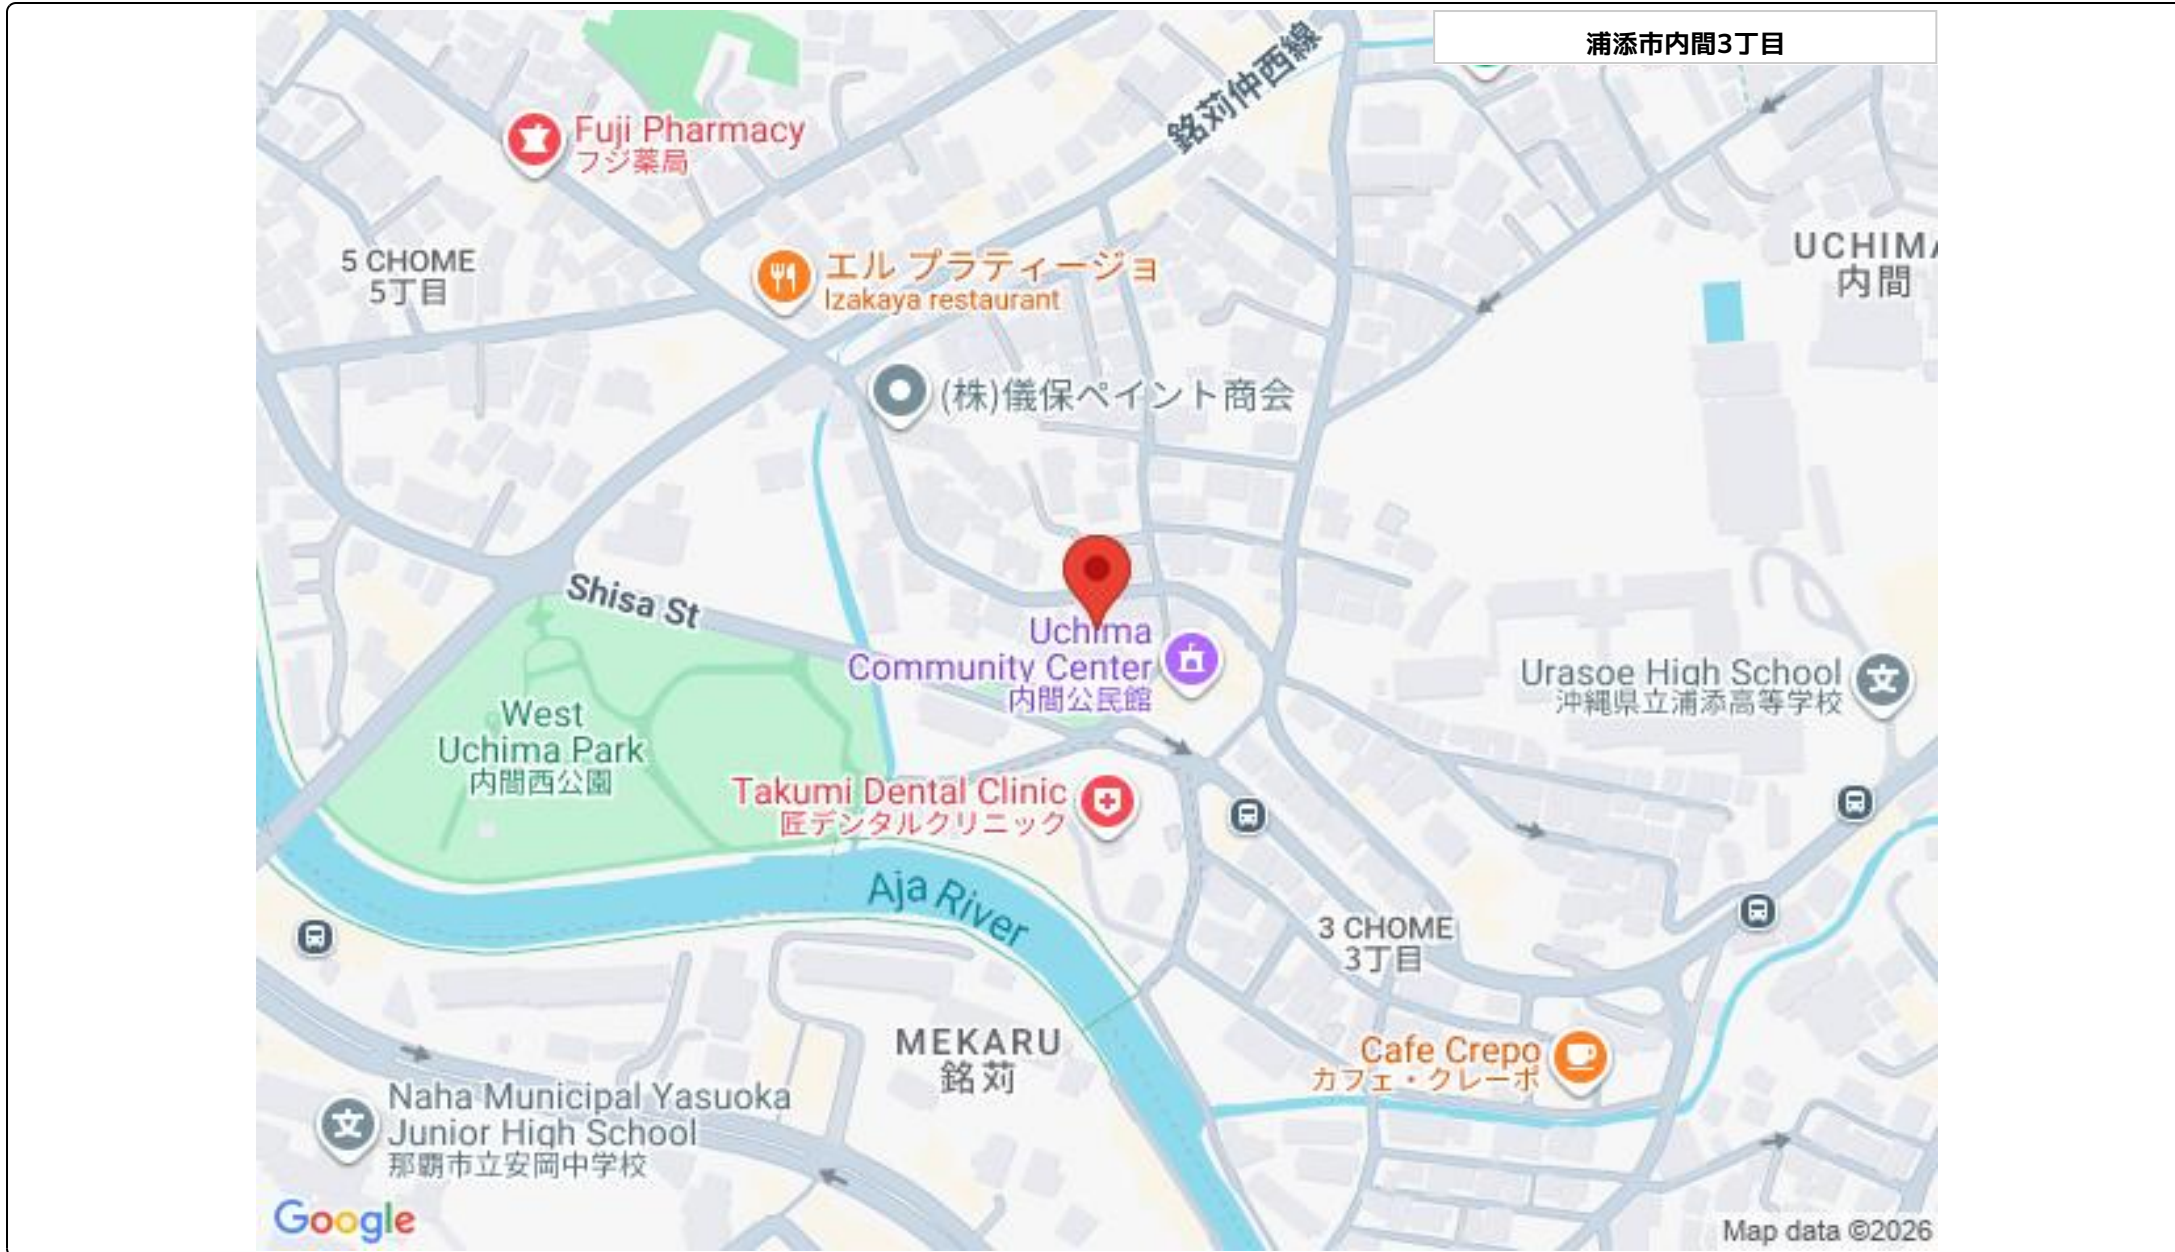 浦添市内間3丁目
銘苅仲西線
Fuji Pharmacy
フジ薬局
UCHIMA
内間
5 CHOME
5丁目
エル プラティージョ
Izakaya restaurant
(株)儀保ペイント商会
Shisa St
Uchima
Community Center
内間公民館
Urasoe High School
沖縄県立浦添高等学校
West
Uchima Park
内間西公園
Takumi Dental Clinic
匠デンタルクリニック
Aja River
3 CHOME
3丁目
MEKARU
銘苅
Cafe Crepo
カフェ・クレーポ
Naha Municipal Yasuoka
Junior High School
那覇市立安岡中学校
Google
Map data ©2026